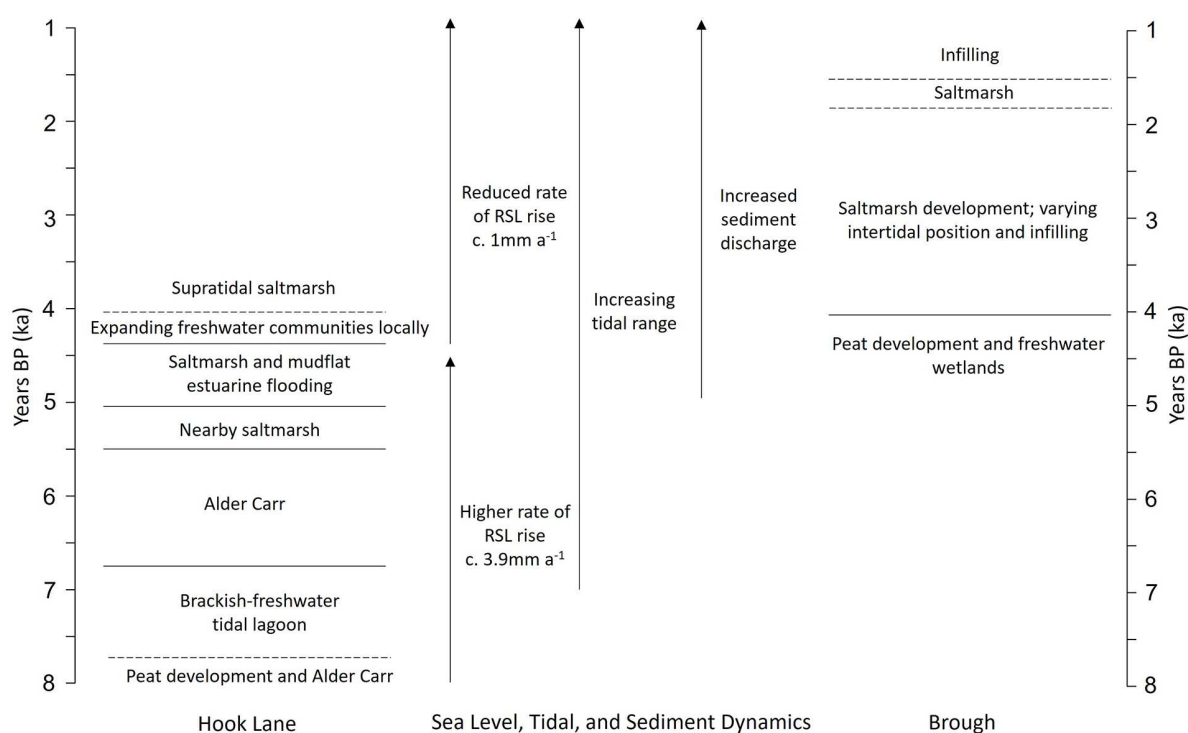 1
2
3
4
5
6
7
8
Years BP (ka)
Supratidal saltmarsh
Expanding freshwater communities locally
Saltmarsh and mudflat
estuarine flooding
Nearby saltmarsh
Alder Carr
Brackish-freshwater
tidal lagoon
Peat development and Alder Carr
Hook Lane
Reduced rate
of RSL rise
c. 1mm a⁻¹
Higher rate of
RSL rise
c. 3.9mm a⁻¹
Increasing
tidal range
Increased
sediment
discharge
Sea Level, Tidal, and Sediment Dynamics
Infilling
Saltmarsh
Saltmarsh development; varying
intertidal position and infilling
Peat development and freshwater
wetlands
Brough
1
2
3
4
5
6
7
8
Years BP (ka)